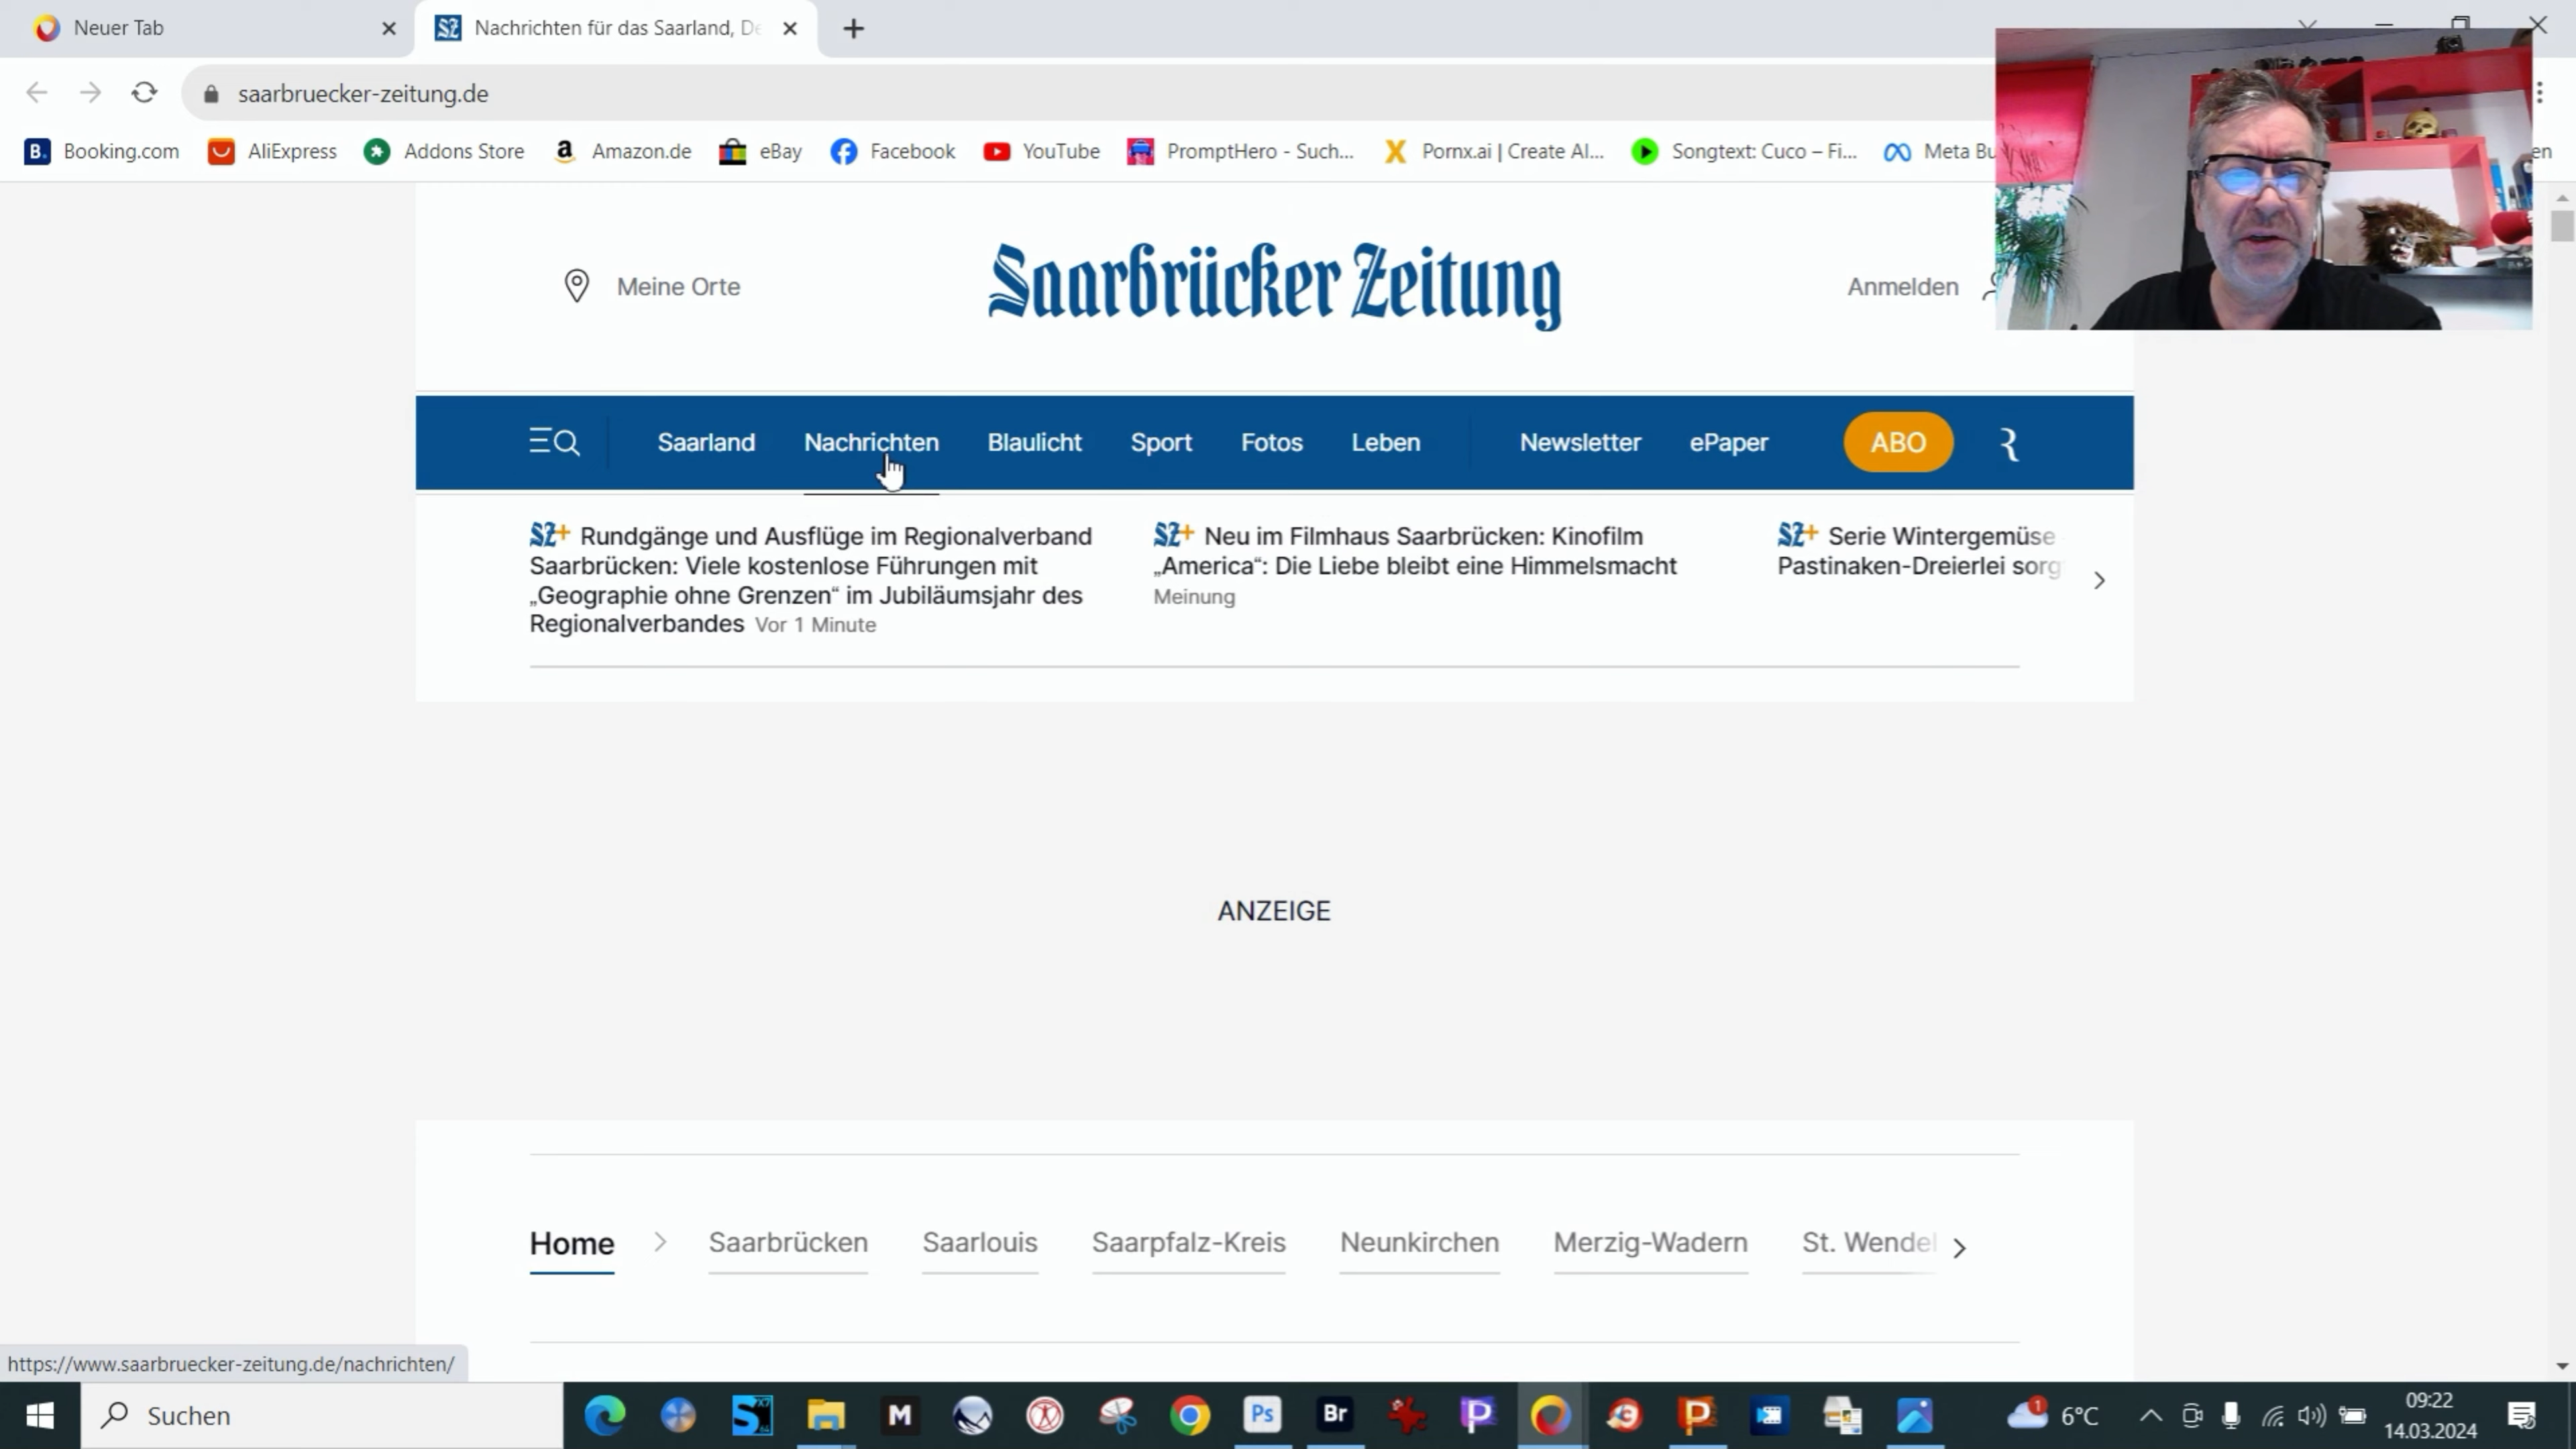 Neuer Tab
Nachrichten für das Saarland, De
saarbruecker-zeitung.de
B. Booking.com AliExpress Addons Store a Amazon.de eBay Facebook YouTube PromptHero - Such... Pornx.ai | Create AI... Songtext: Cuco – Fi... Meta Bu en
Meine Orte
Saarbrücker Zeitung
Anmelden
Saarland Nachrichten Blaulicht Sport Fotos Leben Newsletter ePaper ABO
SZ+ Rundgänge und Ausflüge im Regionalverband
Saarbrücken: Viele kostenlose Führungen mit
„Geographie ohne Grenzen“ im Jubiläumsjahr des
Regionalverbandes Vor 1 Minute
SZ+ Neu im Filmhaus Saarbrücken: Kinofilm
„America“: Die Liebe bleibt eine Himmelsmacht
Meinung
SZ+ Serie Wintergemüse
Pastinaken-Dreierlei sorg
ANZEIGE
Home Saarbrücken Saarlouis Saarpfalz-Kreis Neunkirchen Merzig-Wadern St. Wendel
https://www.saarbruecker-zeitung.de/nachrichten/
Suchen
M
Ps
Br
1 6°C
09:22
14.03.2024